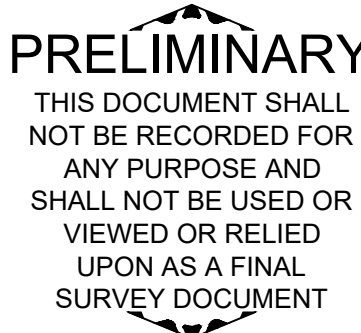 PRELIMINARY
THIS DOCUMENT SHALL
NOT BE RECORDED FOR
ANY PURPOSE AND
SHALL NOT BE USED OR
VIEWED OR RELIED
UPON AS A FINAL
SURVEY DOCUMENT